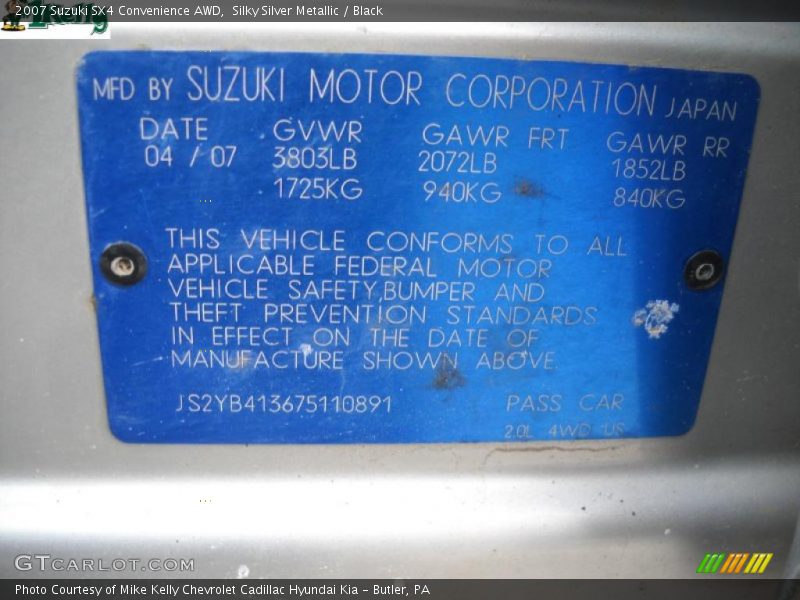 2007 Suzuki SX4 Convenience AWD,  Silky Silver Metallic / Black
MFD BY SUZUKI MOTOR CORPORATION JAPAN
DATE GVWR GAWR FRT GAWR RR
04 / 07 3803LB 2072LB 1852LB
1725KG 940KG 840KG
THIS VEHICLE CONFORMS TO ALL
APPLICABLE FEDERAL MOTOR
VEHICLE SAFETY,BUMPER AND
THEFT PREVENTION STANDARDS
IN EFFECT ON THE DATE OF
MANUFACTURE SHOWN ABOVE.
JS2YB413675110891 PASS CAR
2.0L 4WD US
GTCARLOT.COM
Photo Courtesy of Mike Kelly Chevrolet Cadillac Hyundai Kia - Butler, PA